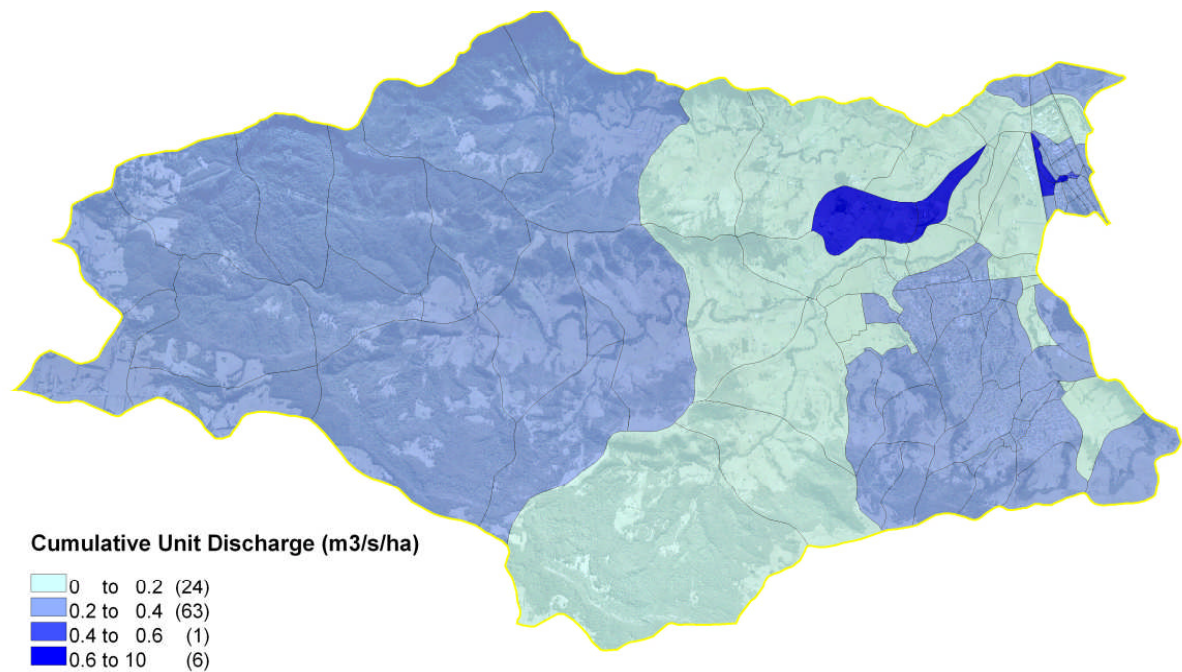 Cumulative Unit Discharge (m3/s/ha)
0 to 0.2 (24)
0.2 to 0.4 (63)
0.4 to 0.6 (1)
0.6 to 10 (6)